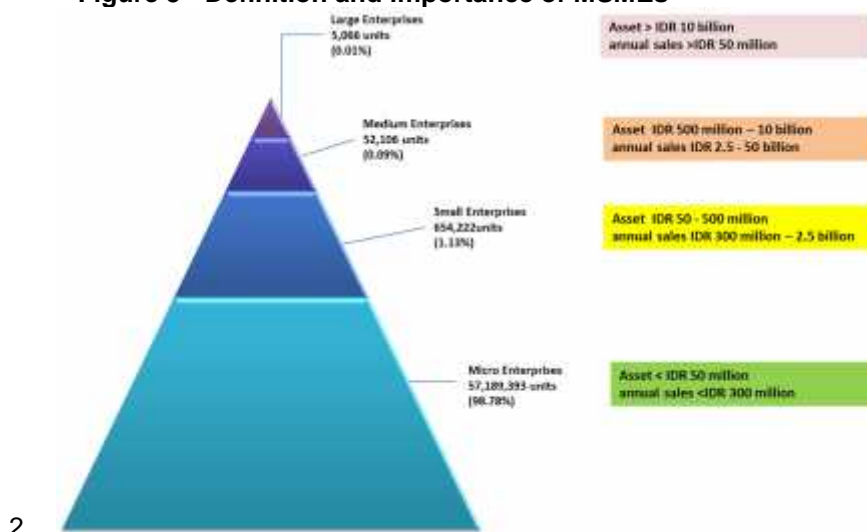 Figure 3 - Definition and Importance of MSMEs
Large Enterprises
5,066 units
(0.01%)
Asset > IDR 10 billion
annual sales >IDR 50 million
Medium Enterprises
52,106 units
(0.09%)
Asset IDR 500 million – 10 billion
annual sales IDR 2.5 - 50 billion
Small Enterprises
654,222units
(1.13%)
Asset IDR 50 - 500 million
annual sales IDR 300 million – 2.5 billion
Micro Enterprises
57,189,393 units
(98.78%)
Asset < IDR 50 million
annual sales <IDR 300 million
2